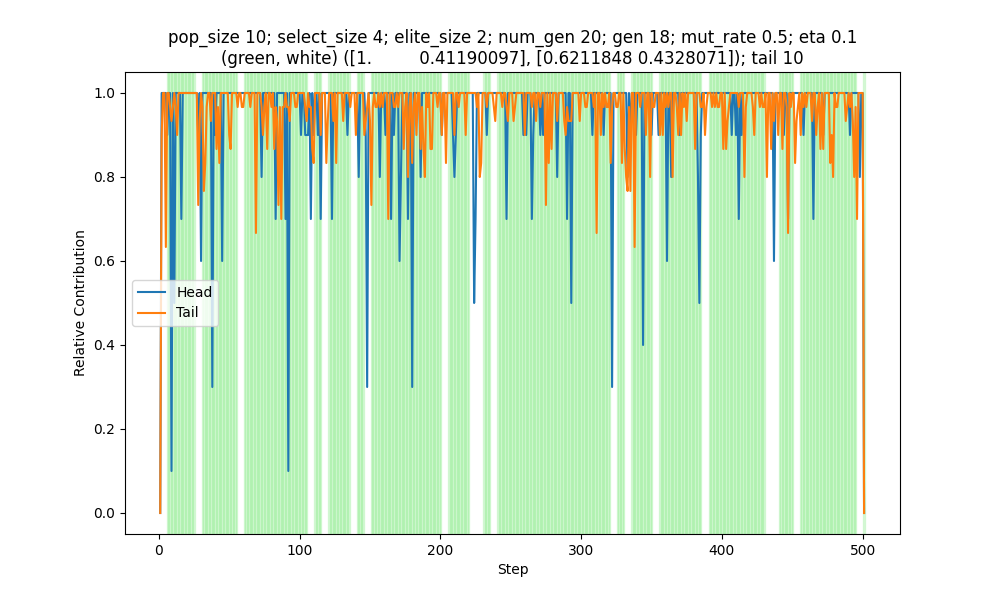 pop_size 10; select_size 4; elite_size 2; num_gen 20; gen 18; mut_rate 0.5; eta 0.1
(green, white) ([1.         0.41190097], [0.6211848 0.4328071]); tail 10
1.0
0.8
0.6
0.4
0.2
0.0
Relative Contribution
Head
Tail
0
100
200
300
400
500
Step